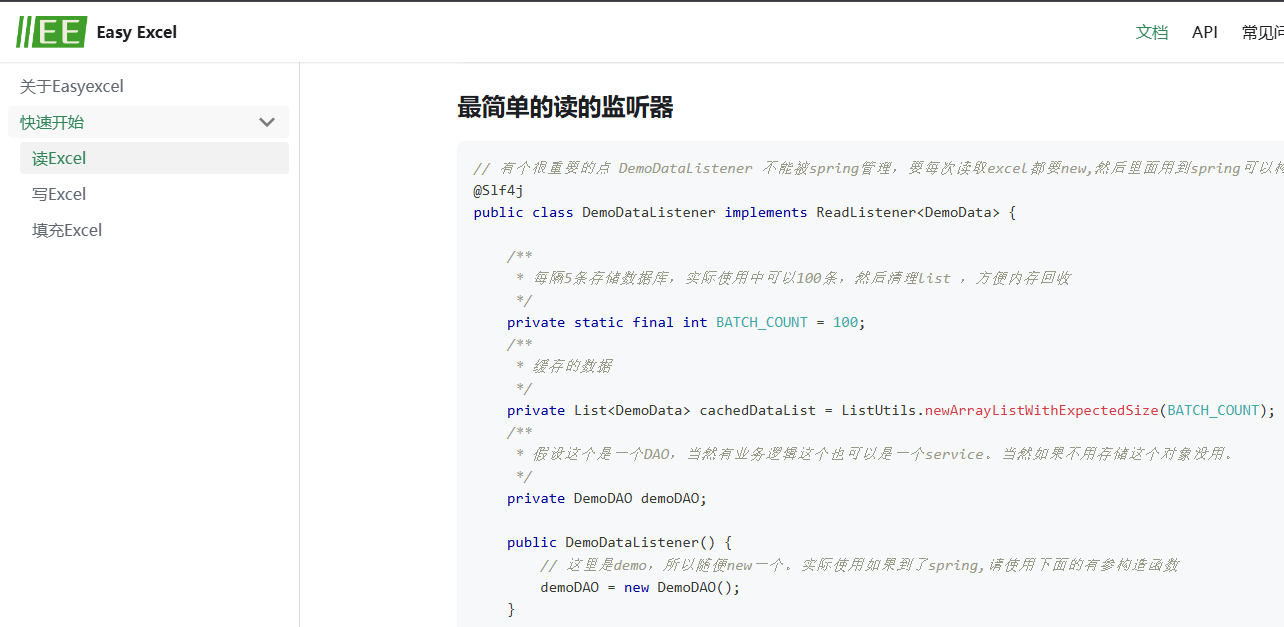 EE Easy Excel
文档 API 常见问
关于Easyexcel
快速开始
读Excel
写Excel
填充Excel
最简单的读的监听器
// 有个很重要的点 DemoDataListener 不能被spring管理，要每次读取excel都要new,然后里面用到spring可以构
@Slf4j
public class DemoDataListener implements ReadListener<DemoData> {
/**
* 每隔5条存储数据库，实际使用中可以100条，然后清理list ，方便内存回收
*/
private static final int BATCH_COUNT = 100;
/**
* 缓存的数据
*/
private List<DemoData> cachedDataList = ListUtils.newArrayListWithExpectedSize(BATCH_COUNT);
/**
* 假设这个是一个DAO，当然有业务逻辑这个也可以是一个service。当然如果不用存储这个对象没用。
*/
private DemoDAO demoDAO;
public DemoDataListener() {
// 这里是demo，所以随便new一个。实际使用如果到了spring,请使用下面的有参构造函数
demoDAO = new DemoDAO();
}